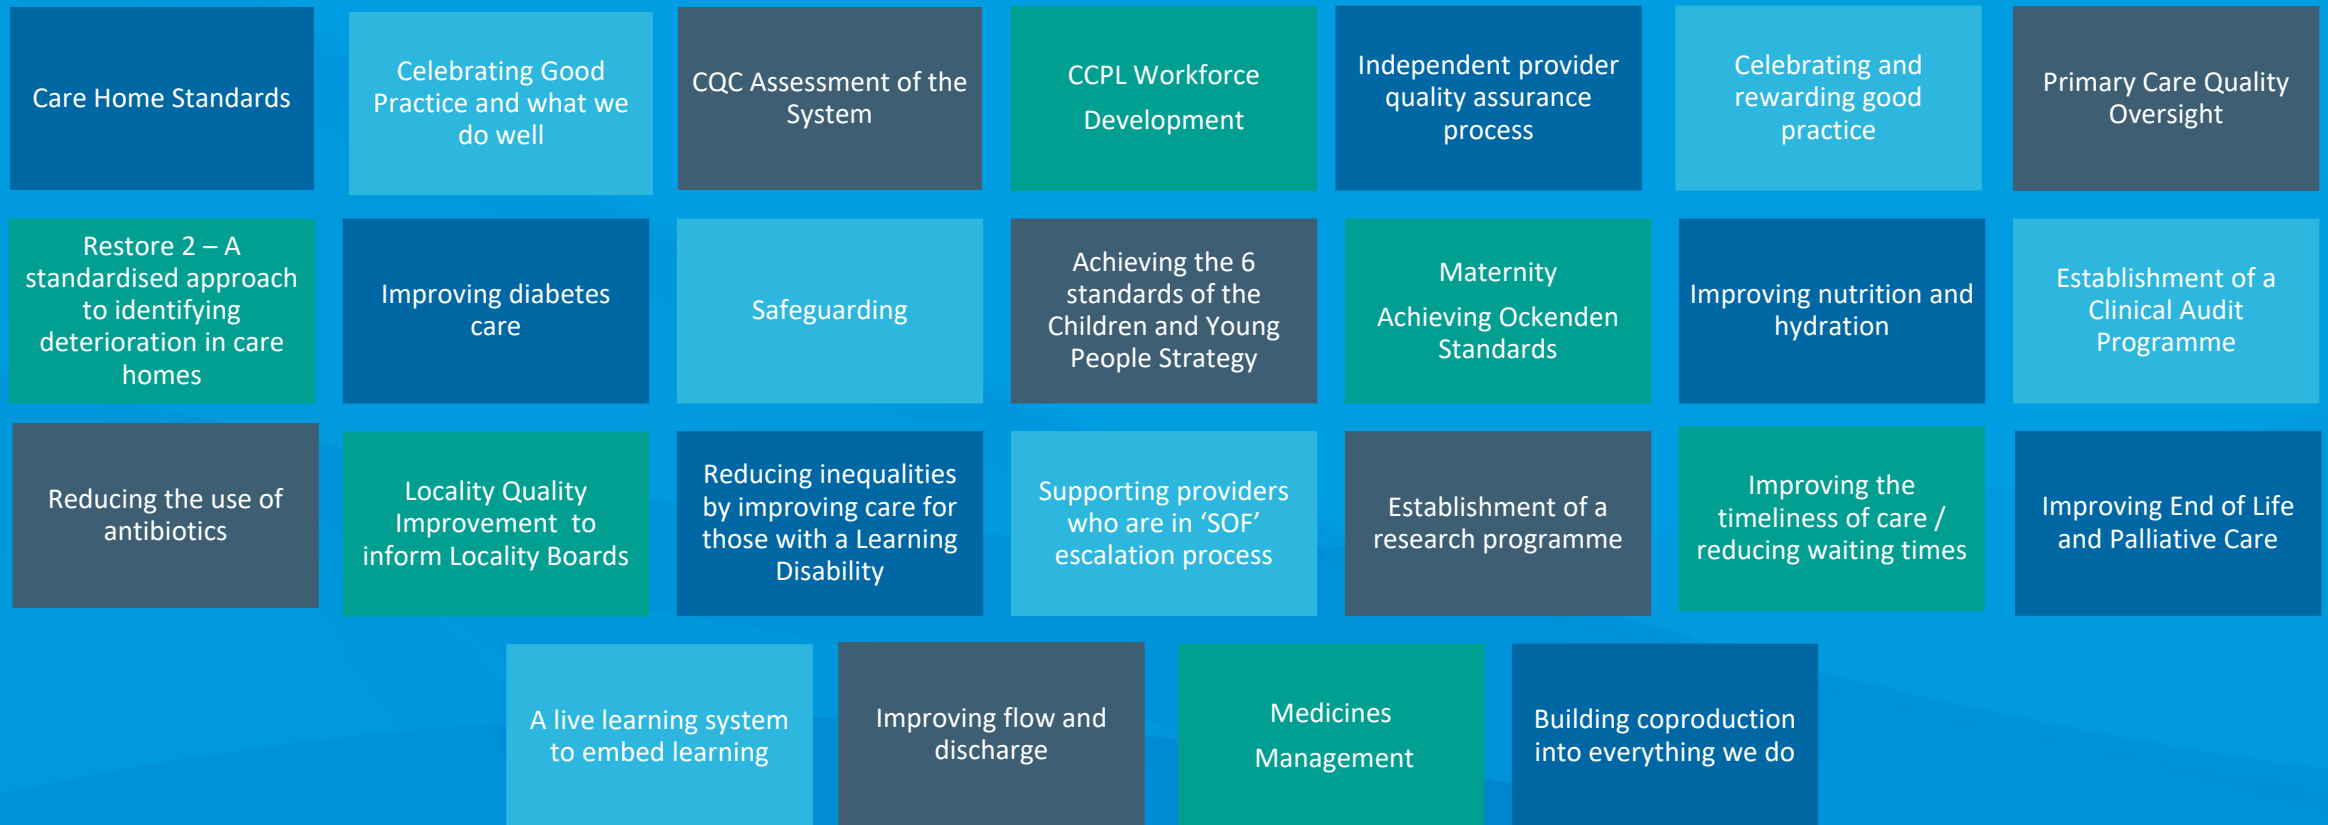 Care Home Standards
Celebrating Good
Practice and what we
do well
CQC Assessment of the
System
CCPL Workforce
Development
Independent provider
quality assurance
process
Celebrating and
rewarding good
practice
Primary Care Quality
Oversight
Restore 2 – A
standardised approach
to identifying
deterioration in care
homes
Improving diabetes
care
Safeguarding
Achieving the 6
standards of the
Children and Young
People Strategy
Maternity
Achieving Ockenden
Standards
Improving nutrition and
hydration
Establishment of a
Clinical Audit
Programme
Reducing the use of
antibiotics
Locality Quality
Improvement to
inform Locality Boards
Reducing inequalities
by improving care for
those with a Learning
Disability
Supporting providers
who are in ‘SOF’
escalation process
Establishment of a
research programme
Improving the
timeliness of care /
reducing waiting times
Improving End of Life
and Palliative Care
A live learning system
to embed learning
Improving flow and
discharge
Medicines
Management
Building coproduction
into everything we do